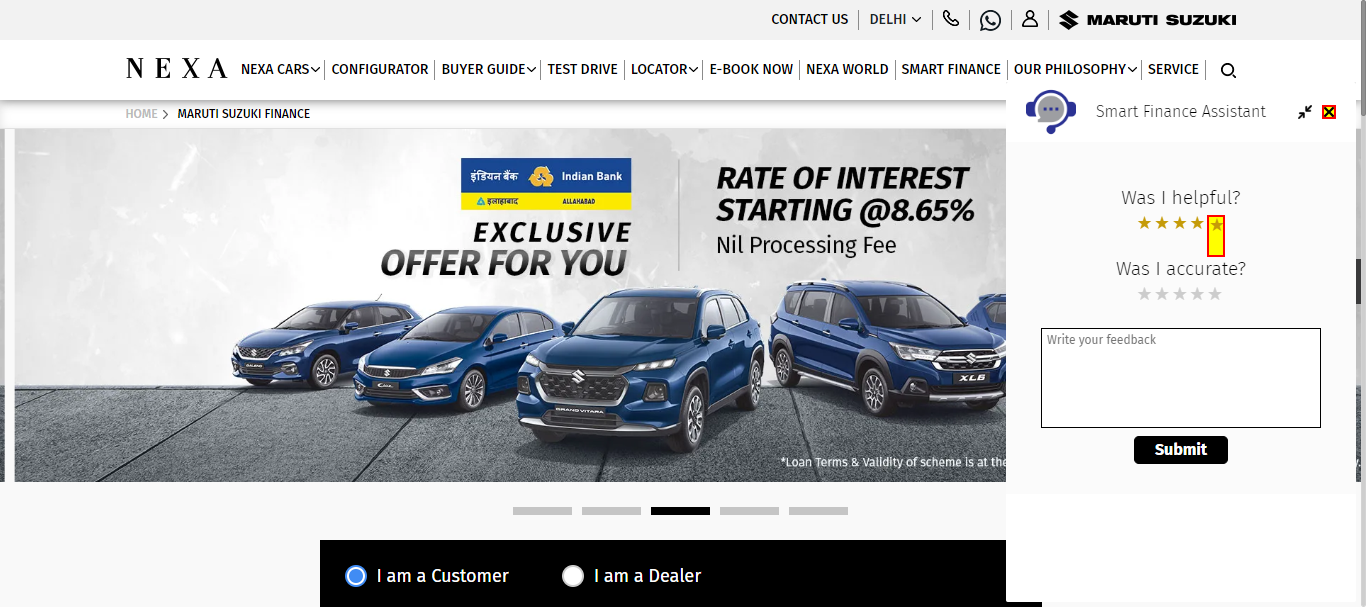 CONTACT US
DELHI
MARUTI SUZUKI
NEXA
NEXA CARS
CONFIGURATOR
BUYER GUIDE
TEST DRIVE
LOCATOR
E-BOOK NOW
NEXA WORLD
SMART FINANCE
OUR PHILOSOPHY
SERVICE
HOME > MARUTI SUZUKI FINANCE
Smart Finance Assistant
इंडियन बैंक Indian Bank
इलाहाबाद ALLAHABAD
EXCLUSIVE
OFFER FOR YOU
RATE OF INTEREST
STARTING @8.65%
Nil Processing Fee
GRAND VITARA
XL6
*Loan Terms & Validity of scheme is at the
Was I helpful?
Was I accurate?
Write your feedback
Submit
I am a Customer
I am a Dealer